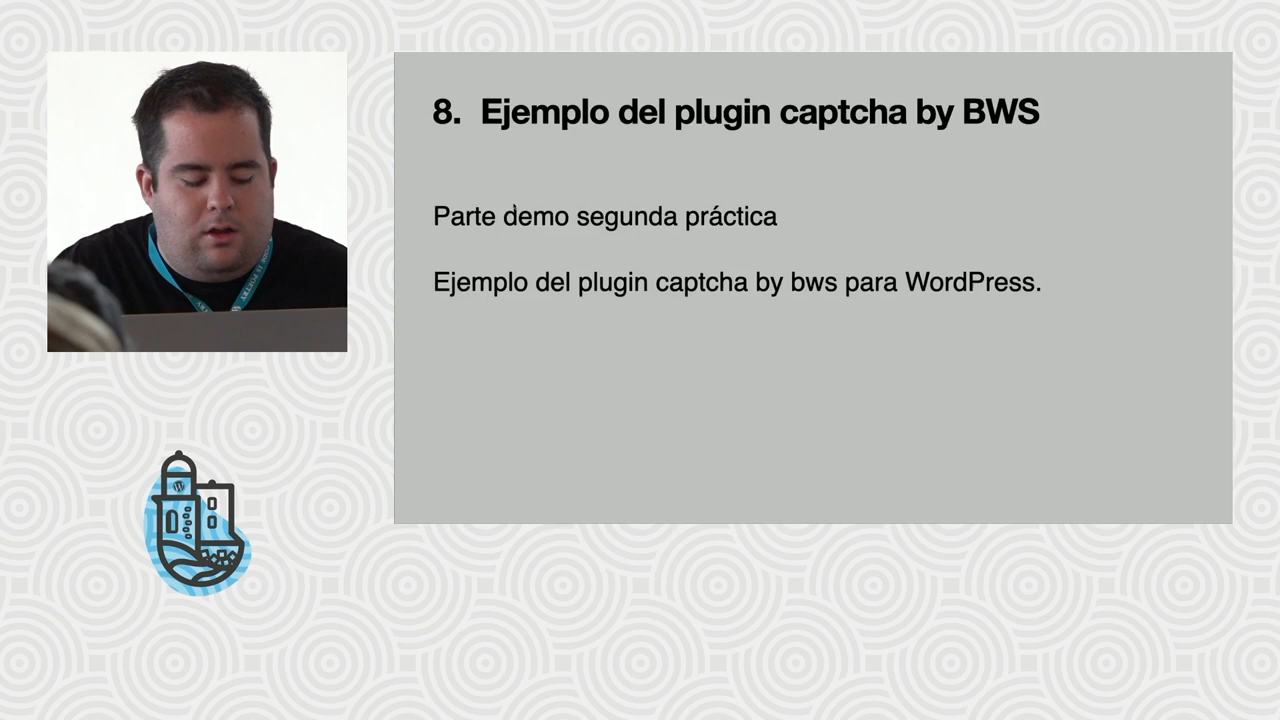 8. Ejemplo del plugin captcha by BWS
Parte demo segunda práctica
Ejemplo del plugin captcha by bws para WordPress.